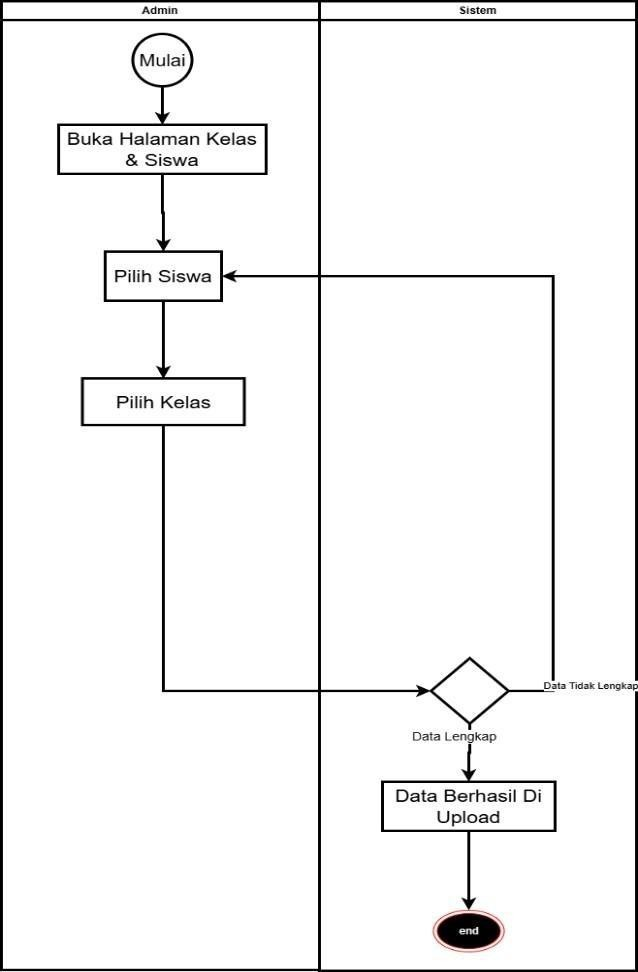 Admin
Sistem
Mulai
Buka Halaman Kelas
& Siswa
Pilih Siswa
Pilih Kelas
Data Tidak Lengkap
Data Lengkap
Data Berhasil Di
Upload
end